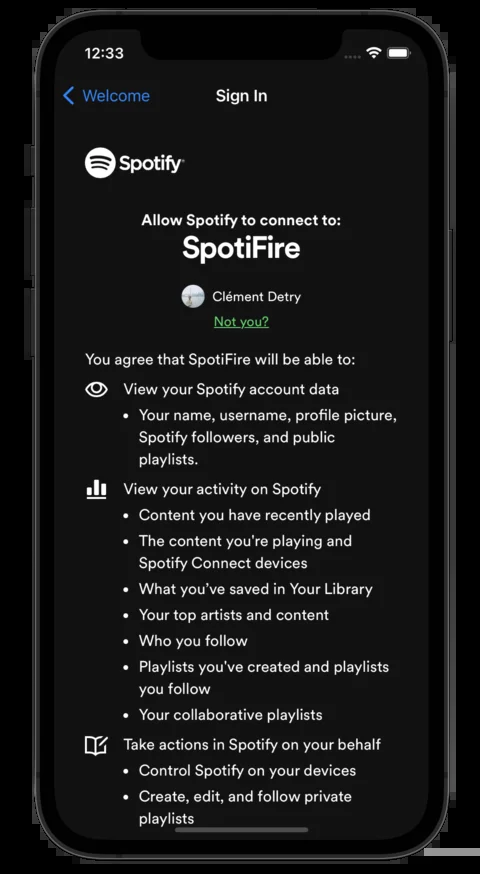 12:33
Welcome
Sign In
Spotify
Allow Spotify to connect to:
SpotiFire
Clément Detry
Not you?
You agree that SpotiFire will be able to:
View your Spotify account data
• Your name, username, profile picture,
Spotify followers, and public
playlists.
View your activity on Spotify
• Content you have recently played
• The content you're playing and
Spotify Connect devices
• What you’ve saved in Your Library
• Your top artists and content
• Who you follow
• Playlists you've created and playlists
you follow
• Your collaborative playlists
Take actions in Spotify on your behalf
• Control Spotify on your devices
• Create, edit, and follow private
playlists